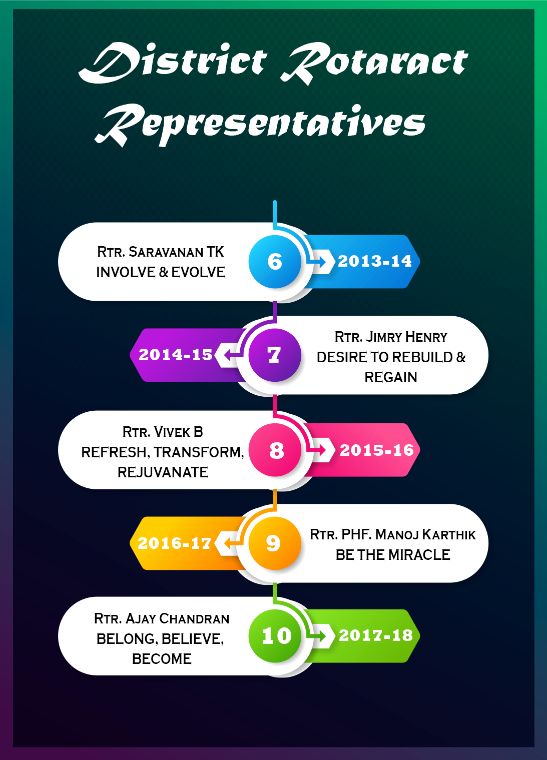 District Rotaract
Representatives
Rtr. Saravanan TK
INVOLVE & EVOLVE
6
2013-14
2014-15
7
Rtr. Jimry Henry
DESIRE TO REBUILD &
REGAIN
Rtr. Vivek B
REFRESH, TRANSFORM,
REJUVANATE
8
2015-16
2016-17
9
Rtr. PHF. Manoj Karthik
BE THE MIRACLE
Rtr. Ajay Chandran
BELONG, BELIEVE,
BECOME
10
2017-18